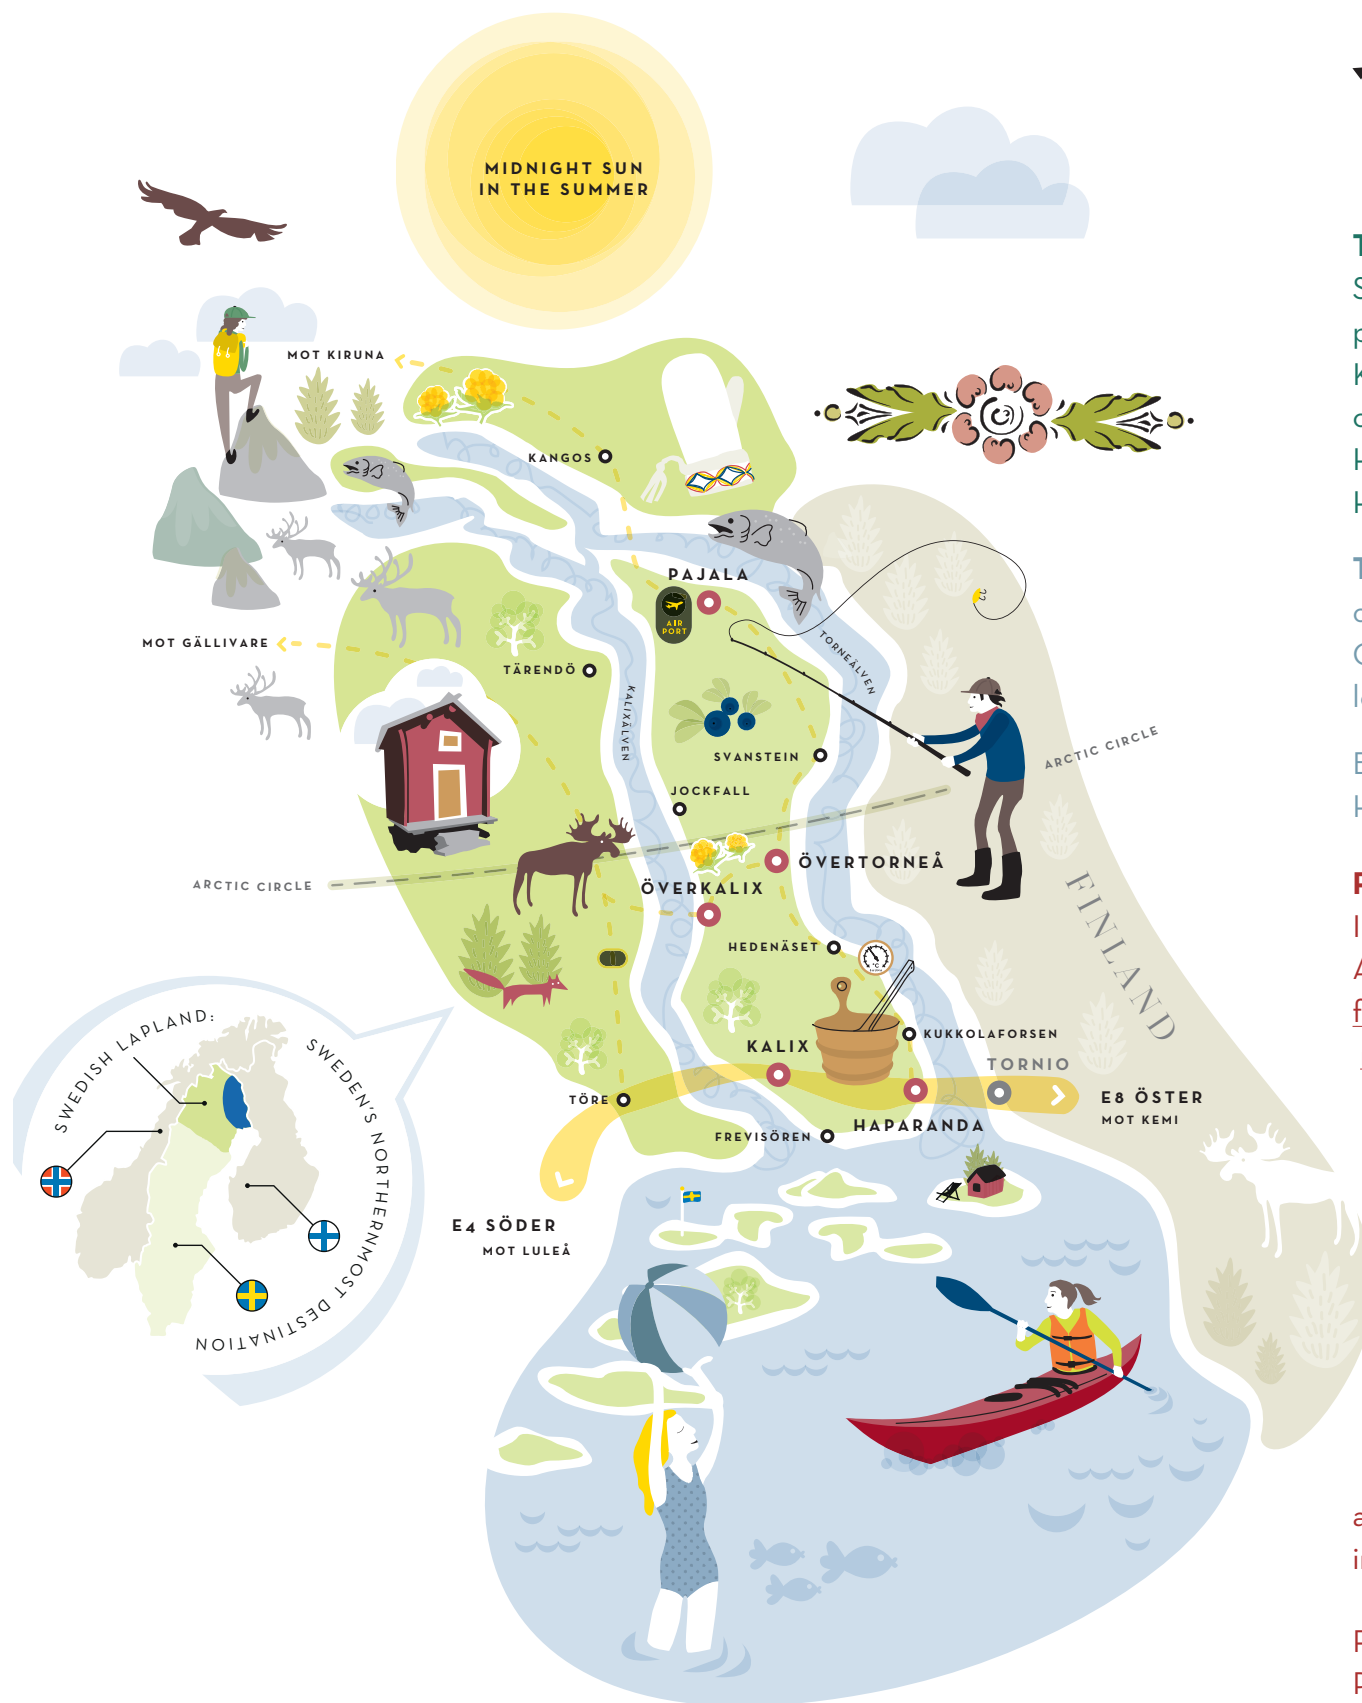 MIDNIGHT SUN
IN THE SUMMER
MOT KIRUNA
KANGOS
PAJALA
AIR
PORT
MOT GÄLLIVARE
TÄRENDÖ
KALIXÄLVEN
TORNEÄLVEN
SVANSTEIN
ARCTIC CIRCLE
JOCKFALL
ÖVERTORNEÅ
ARCTIC CIRCLE
ÖVERKALIX
FINLAND
HEDENÄSET
°C
KUKKOLAFORSEN
KALIX
TORNIO
TÖRE
E8 ÖSTER
MOT KEMI
HAPARANDA
FREVISÖREN
SWEDISH LAPLAND:
SWEDEN'S NORTHERNMOST DESTINATION
E4 SÖDER
MOT LULEÅ